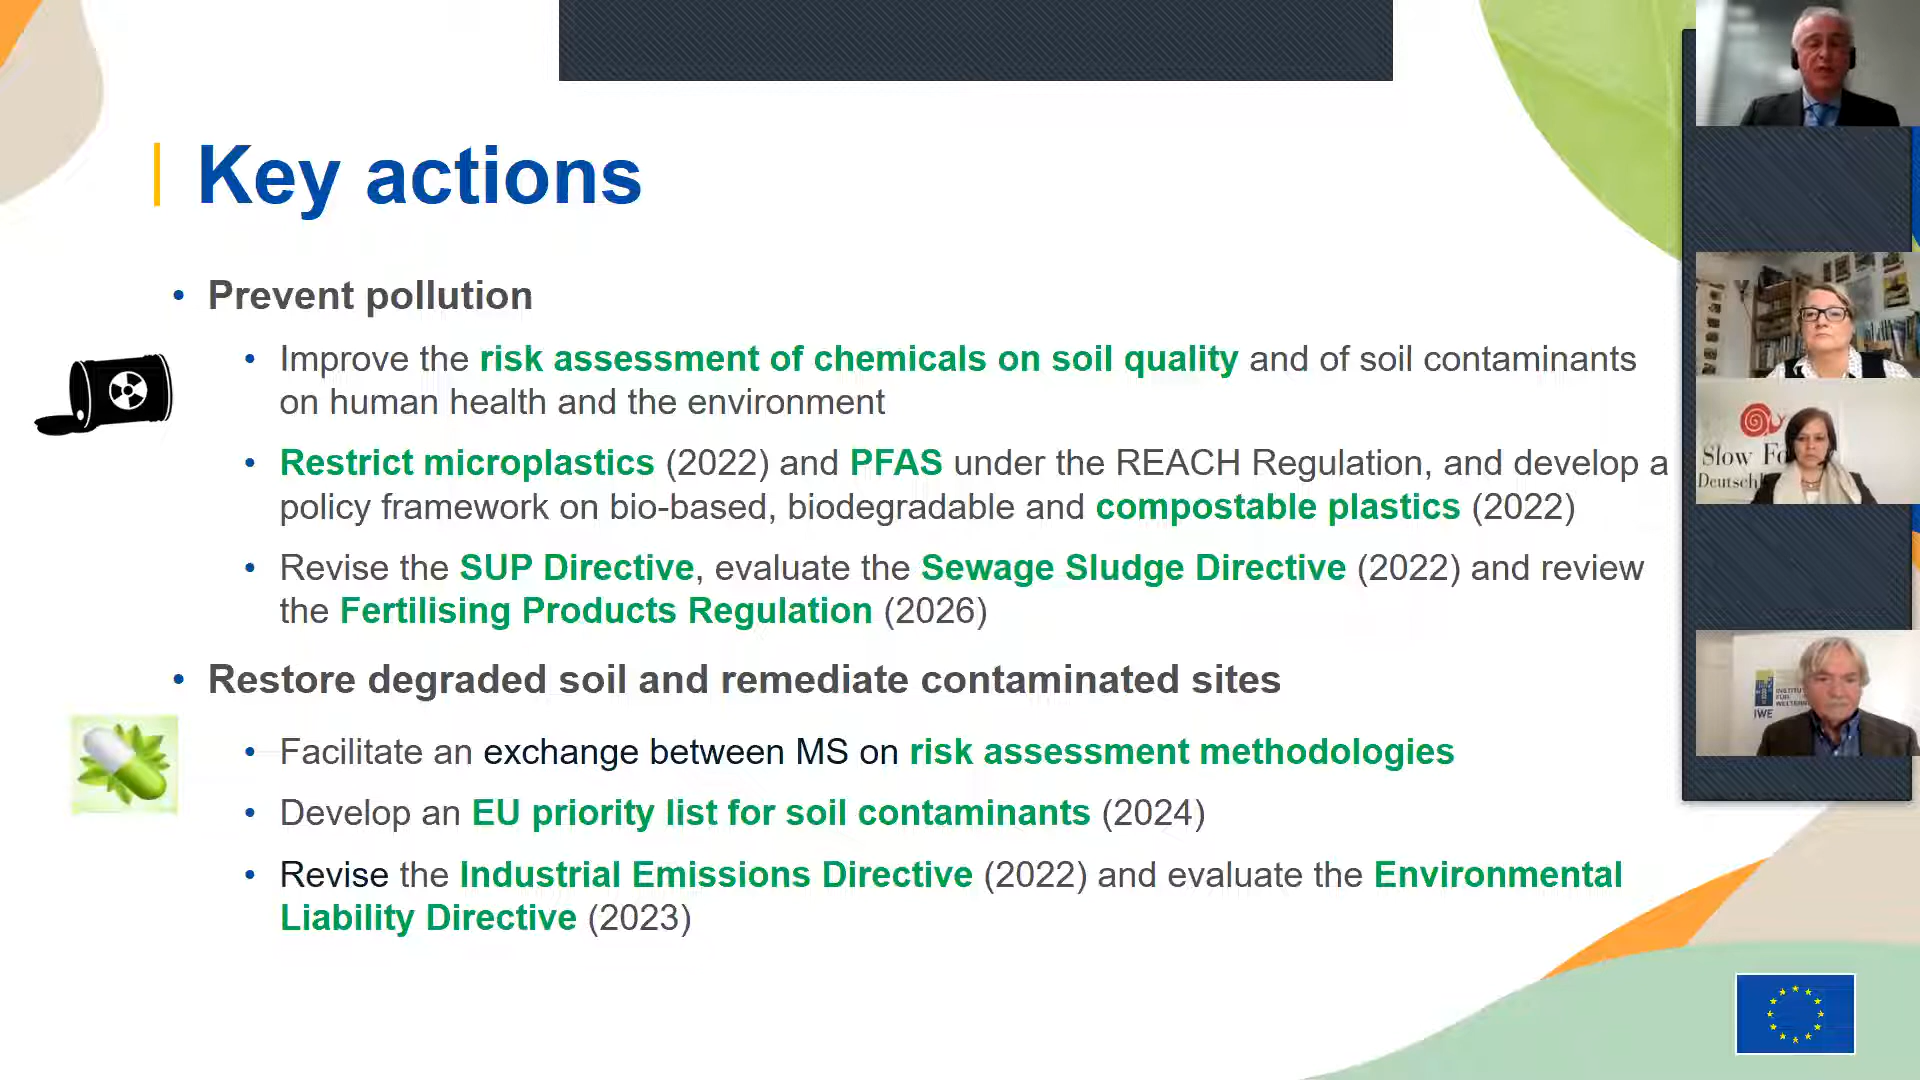 Key actions
• Prevent pollution
• Improve the risk assessment of chemicals on soil quality and of soil contaminants
on human health and the environment
• Restrict microplastics (2022) and PFAS under the REACH Regulation, and develop a
policy framework on bio-based, biodegradable and compostable plastics (2022)
• Revise the SUP Directive, evaluate the Sewage Sludge Directive (2022) and review
the Fertilising Products Regulation (2026)
• Restore degraded soil and remediate contaminated sites
• Facilitate an exchange between MS on risk assessment methodologies
• Develop an EU priority list for soil contaminants (2024)
• Revise the Industrial Emissions Directive (2022) and evaluate the Environmental
Liability Directive (2023)
Slow Fo
Deutschl
INSTITU
FÜR
WELTERN
IWE